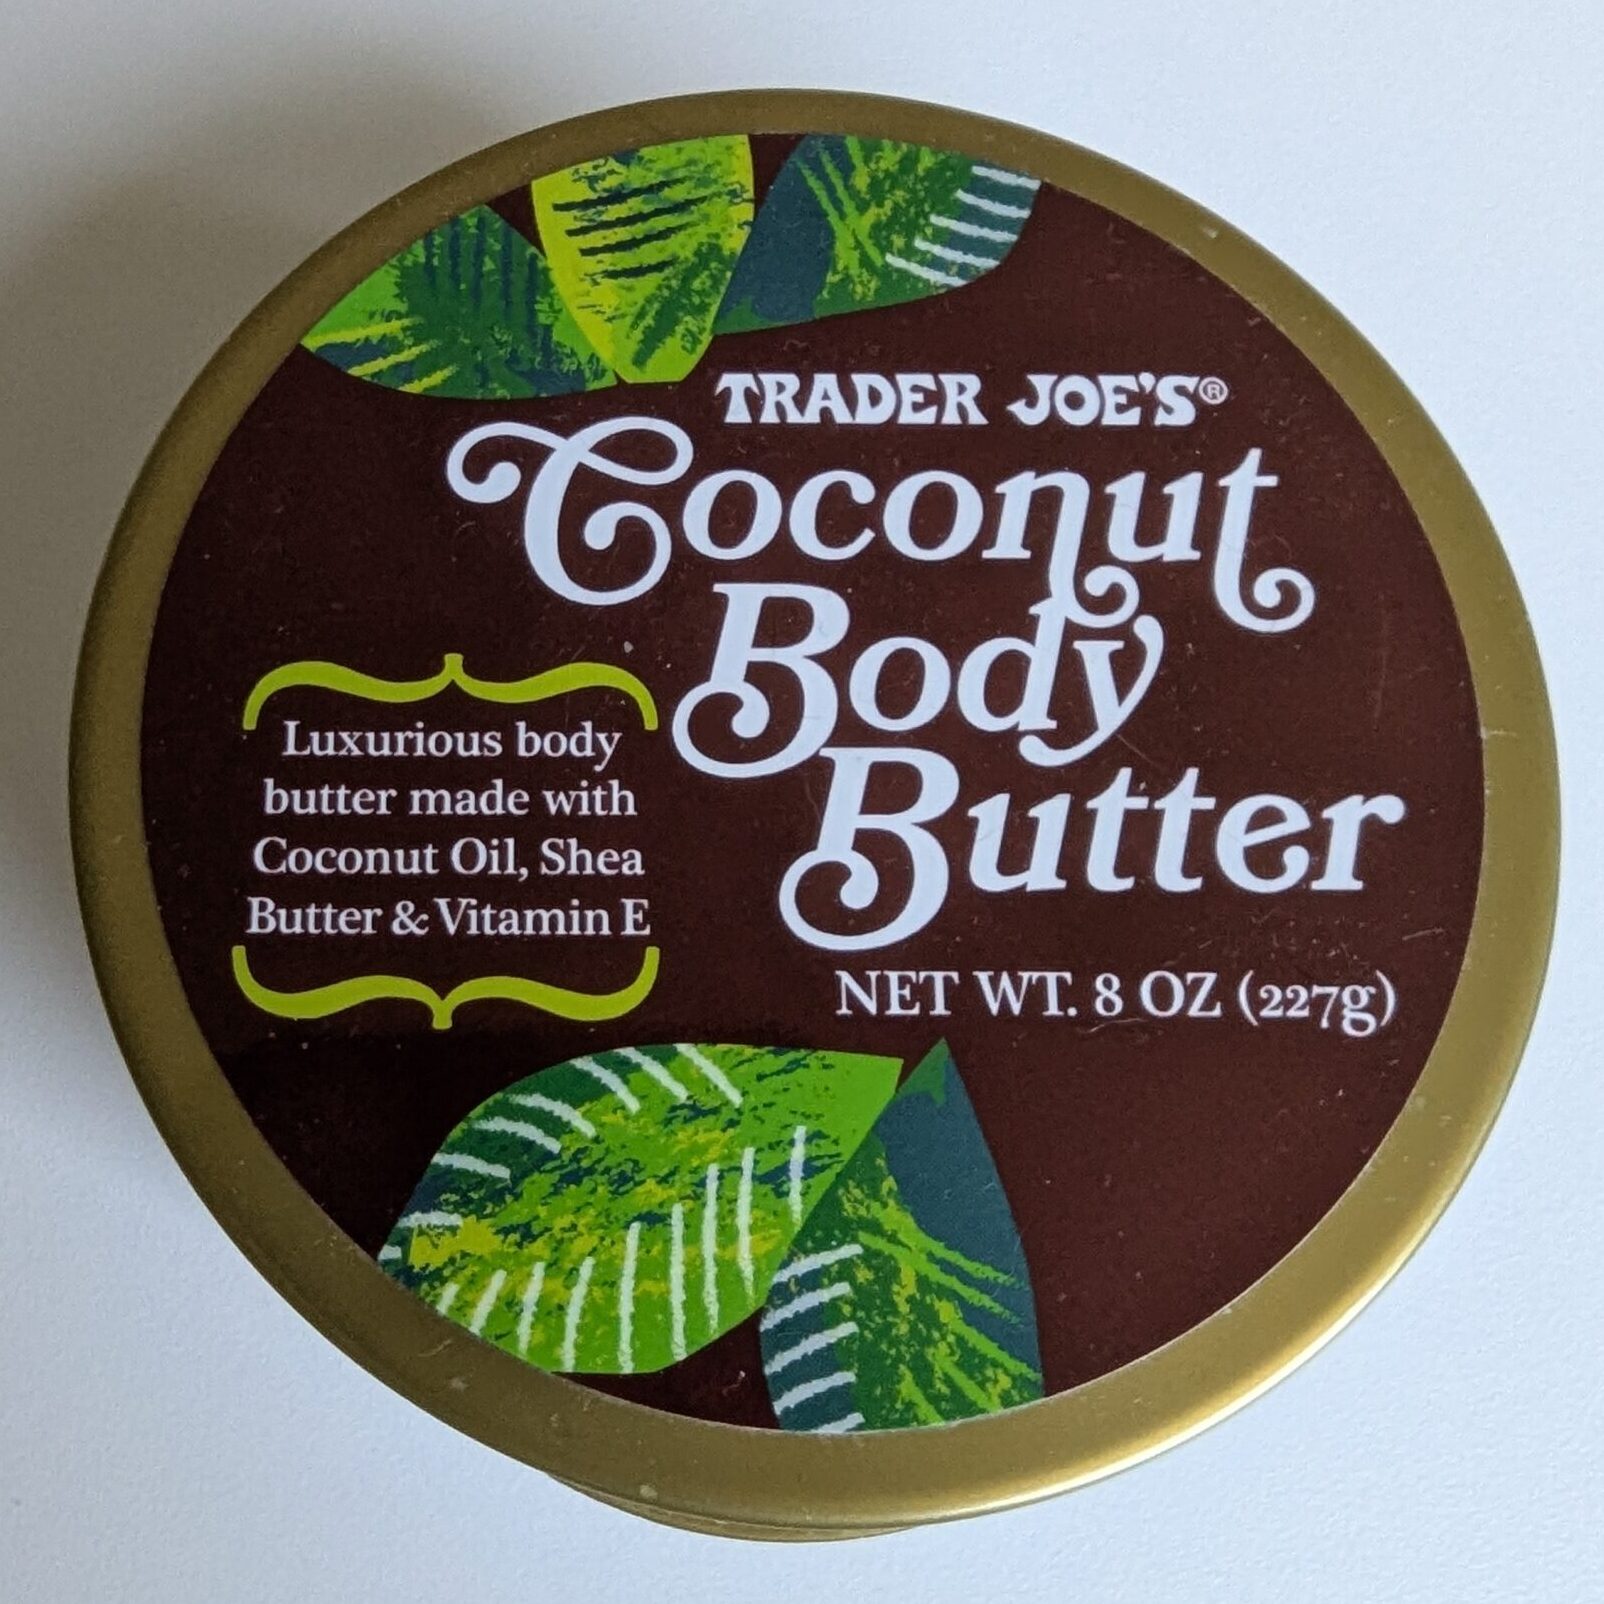 TRADER JOE'S®
Coconut
Body
Butter
Luxurious body
butter made with
Coconut Oil, Shea
Butter & Vitamin E
NET WT. 8 OZ (227g)